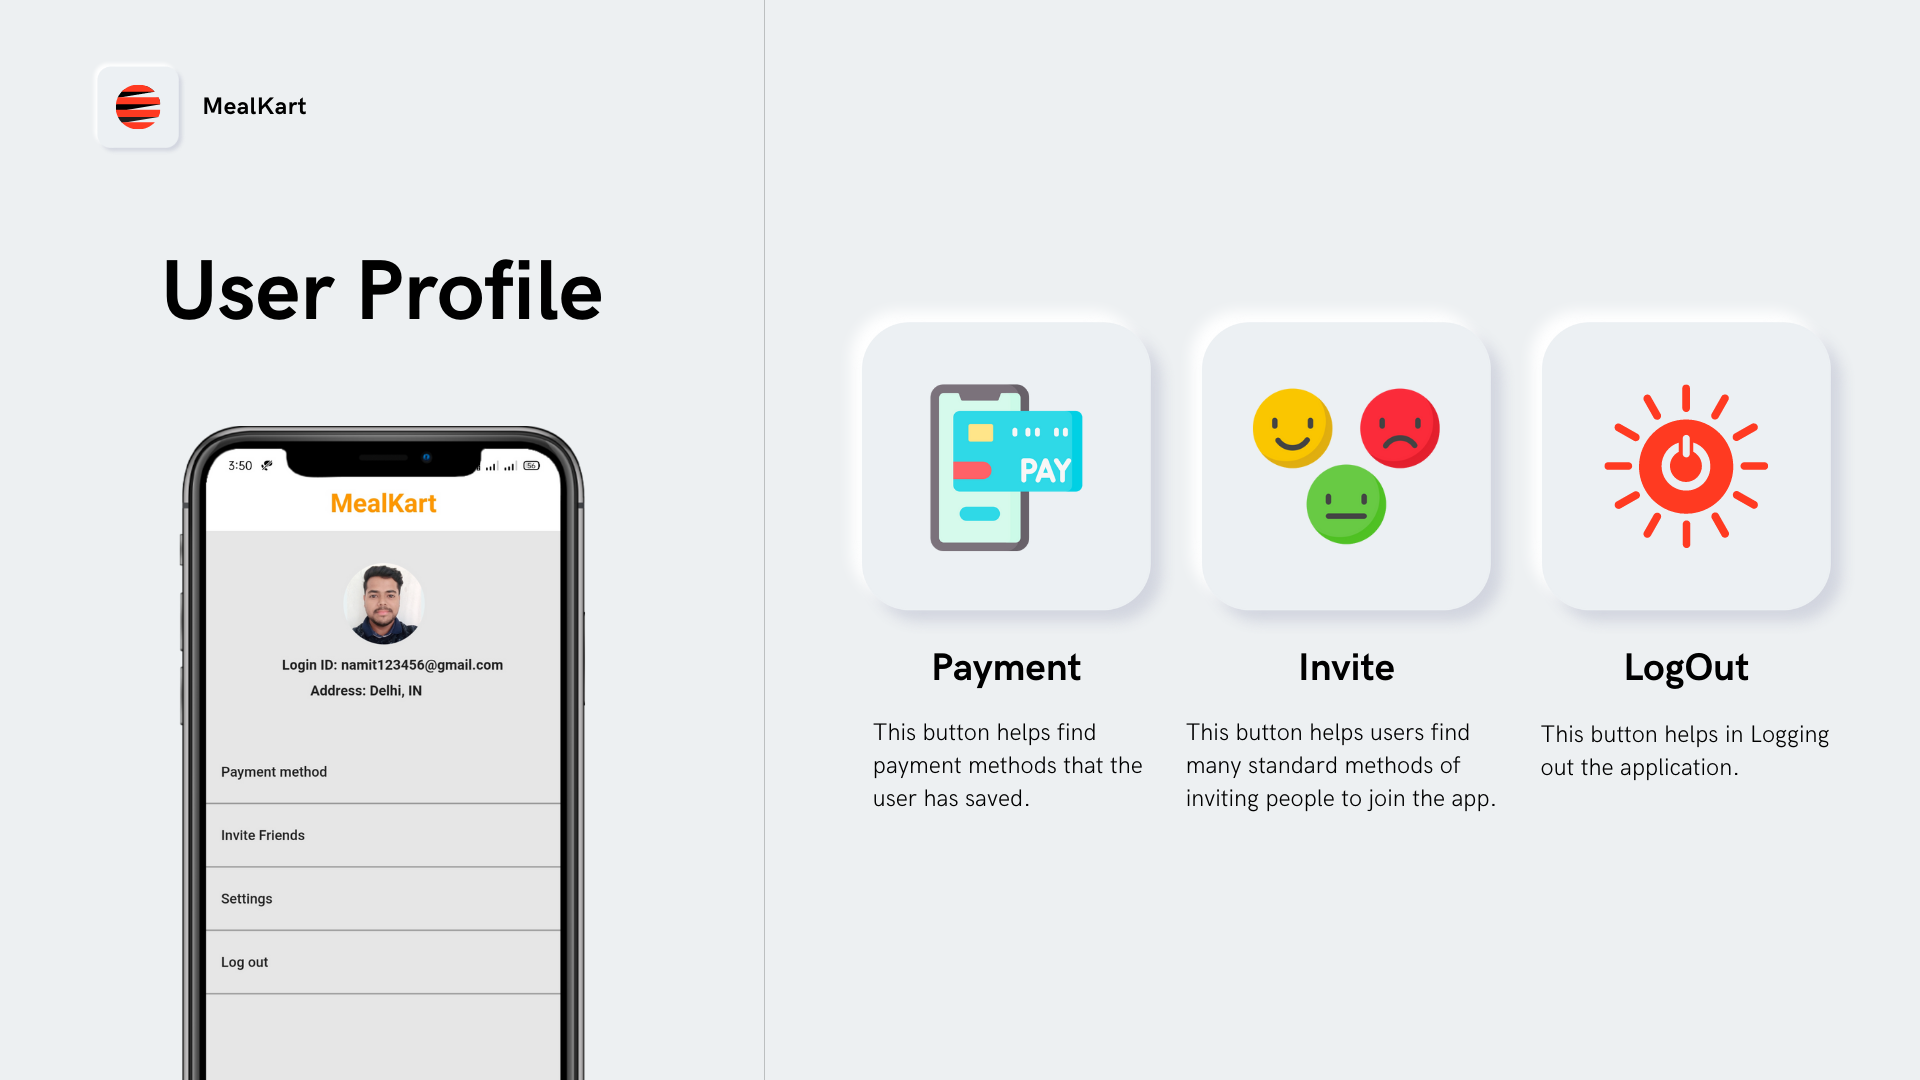 MealKart
User Profile
3:50
56
MealKart
Login ID: namit123456@gmail.com
Address: Delhi, IN
Payment method
Invite Friends
Settings
Log out
PAY
Payment
This button helps find
payment methods that the
user has saved.
Invite
This button helps users find
many standard methods of
inviting people to join the app.
LogOut
This button helps in Logging
out the application.